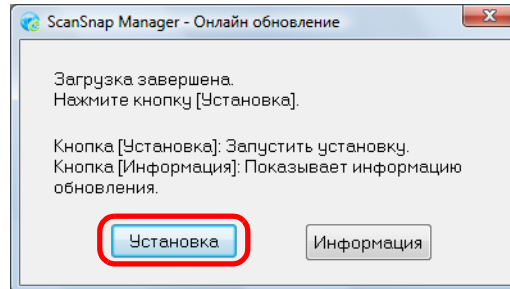 ScanSnap Manager - Онлайн обновление
Загрузка завершена.
Нажмите кнопку [Установка].
Кнопка [Установка]: Запустить установку.
Кнопка [Информация]: Показывает информацию
обновления.
Установка
Информация